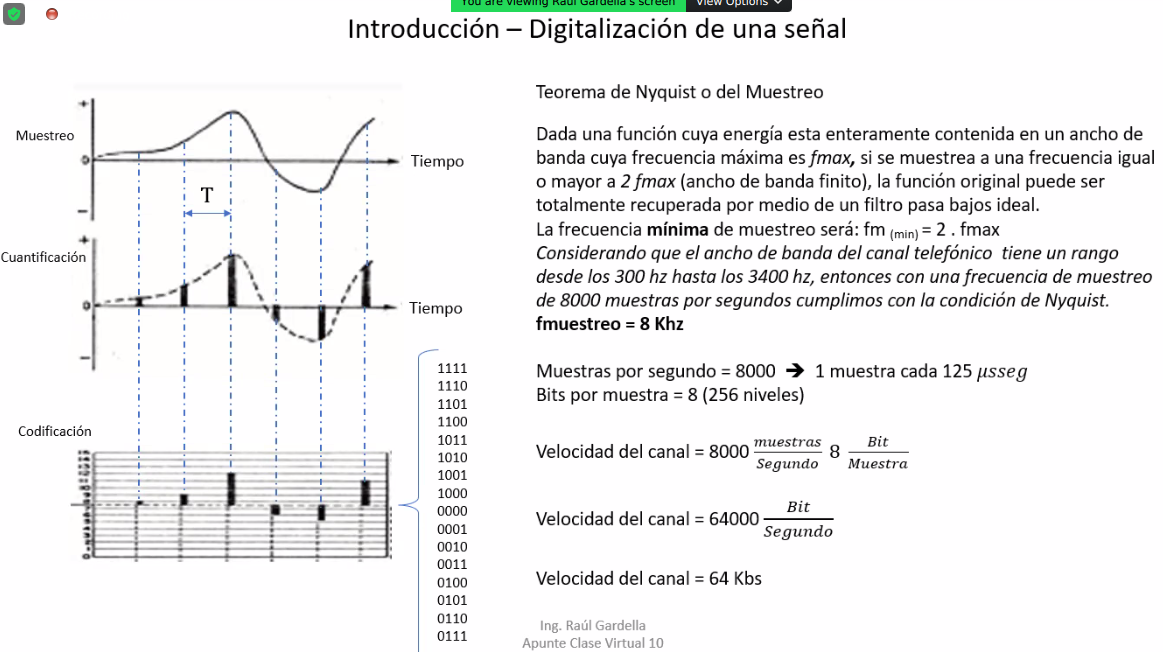 You are viewing Raúl Gardella's screen
View Options
Introducción – Digitalización de una señal
Muestreo
+
0
–
Tiempo
T
Cuantificación
+
0
–
Tiempo
Codificación
1111
1110
1101
1100
1011
1010
1001
1000
0000
0001
0010
0011
0100
0101
0110
0111
Teorema de Nyquist o del Muestreo
Dada una función cuya energía esta enteramente contenida en un ancho de
banda cuya frecuencia máxima es fmax, si se muestrea a una frecuencia igual
o mayor a 2 fmax (ancho de banda finito), la función original puede ser
totalmente recuperada por medio de un filtro pasa bajos ideal.
La frecuencia mínima de muestreo será: fm (min) = 2 . fmax
Considerando que el ancho de banda del canal telefónico tiene un rango
desde los 300 hz hasta los 3400 hz, entonces con una frecuencia de muestreo
de 8000 muestras por segundos cumplimos con la condición de Nyquist.
fmuestreo = 8 Khz
Muestras por segundo = 8000 ➔ 1 muestra cada 125 μsseg
Bits por muestra = 8 (256 niveles)
Velocidad del canal = 8000 muestras/Segundo 8 Bit/Muestra
Velocidad del canal = 64000 Bit/Segundo
Velocidad del canal = 64 Kbs
Ing. Raúl Gardella
Apunte Clase Virtual 10